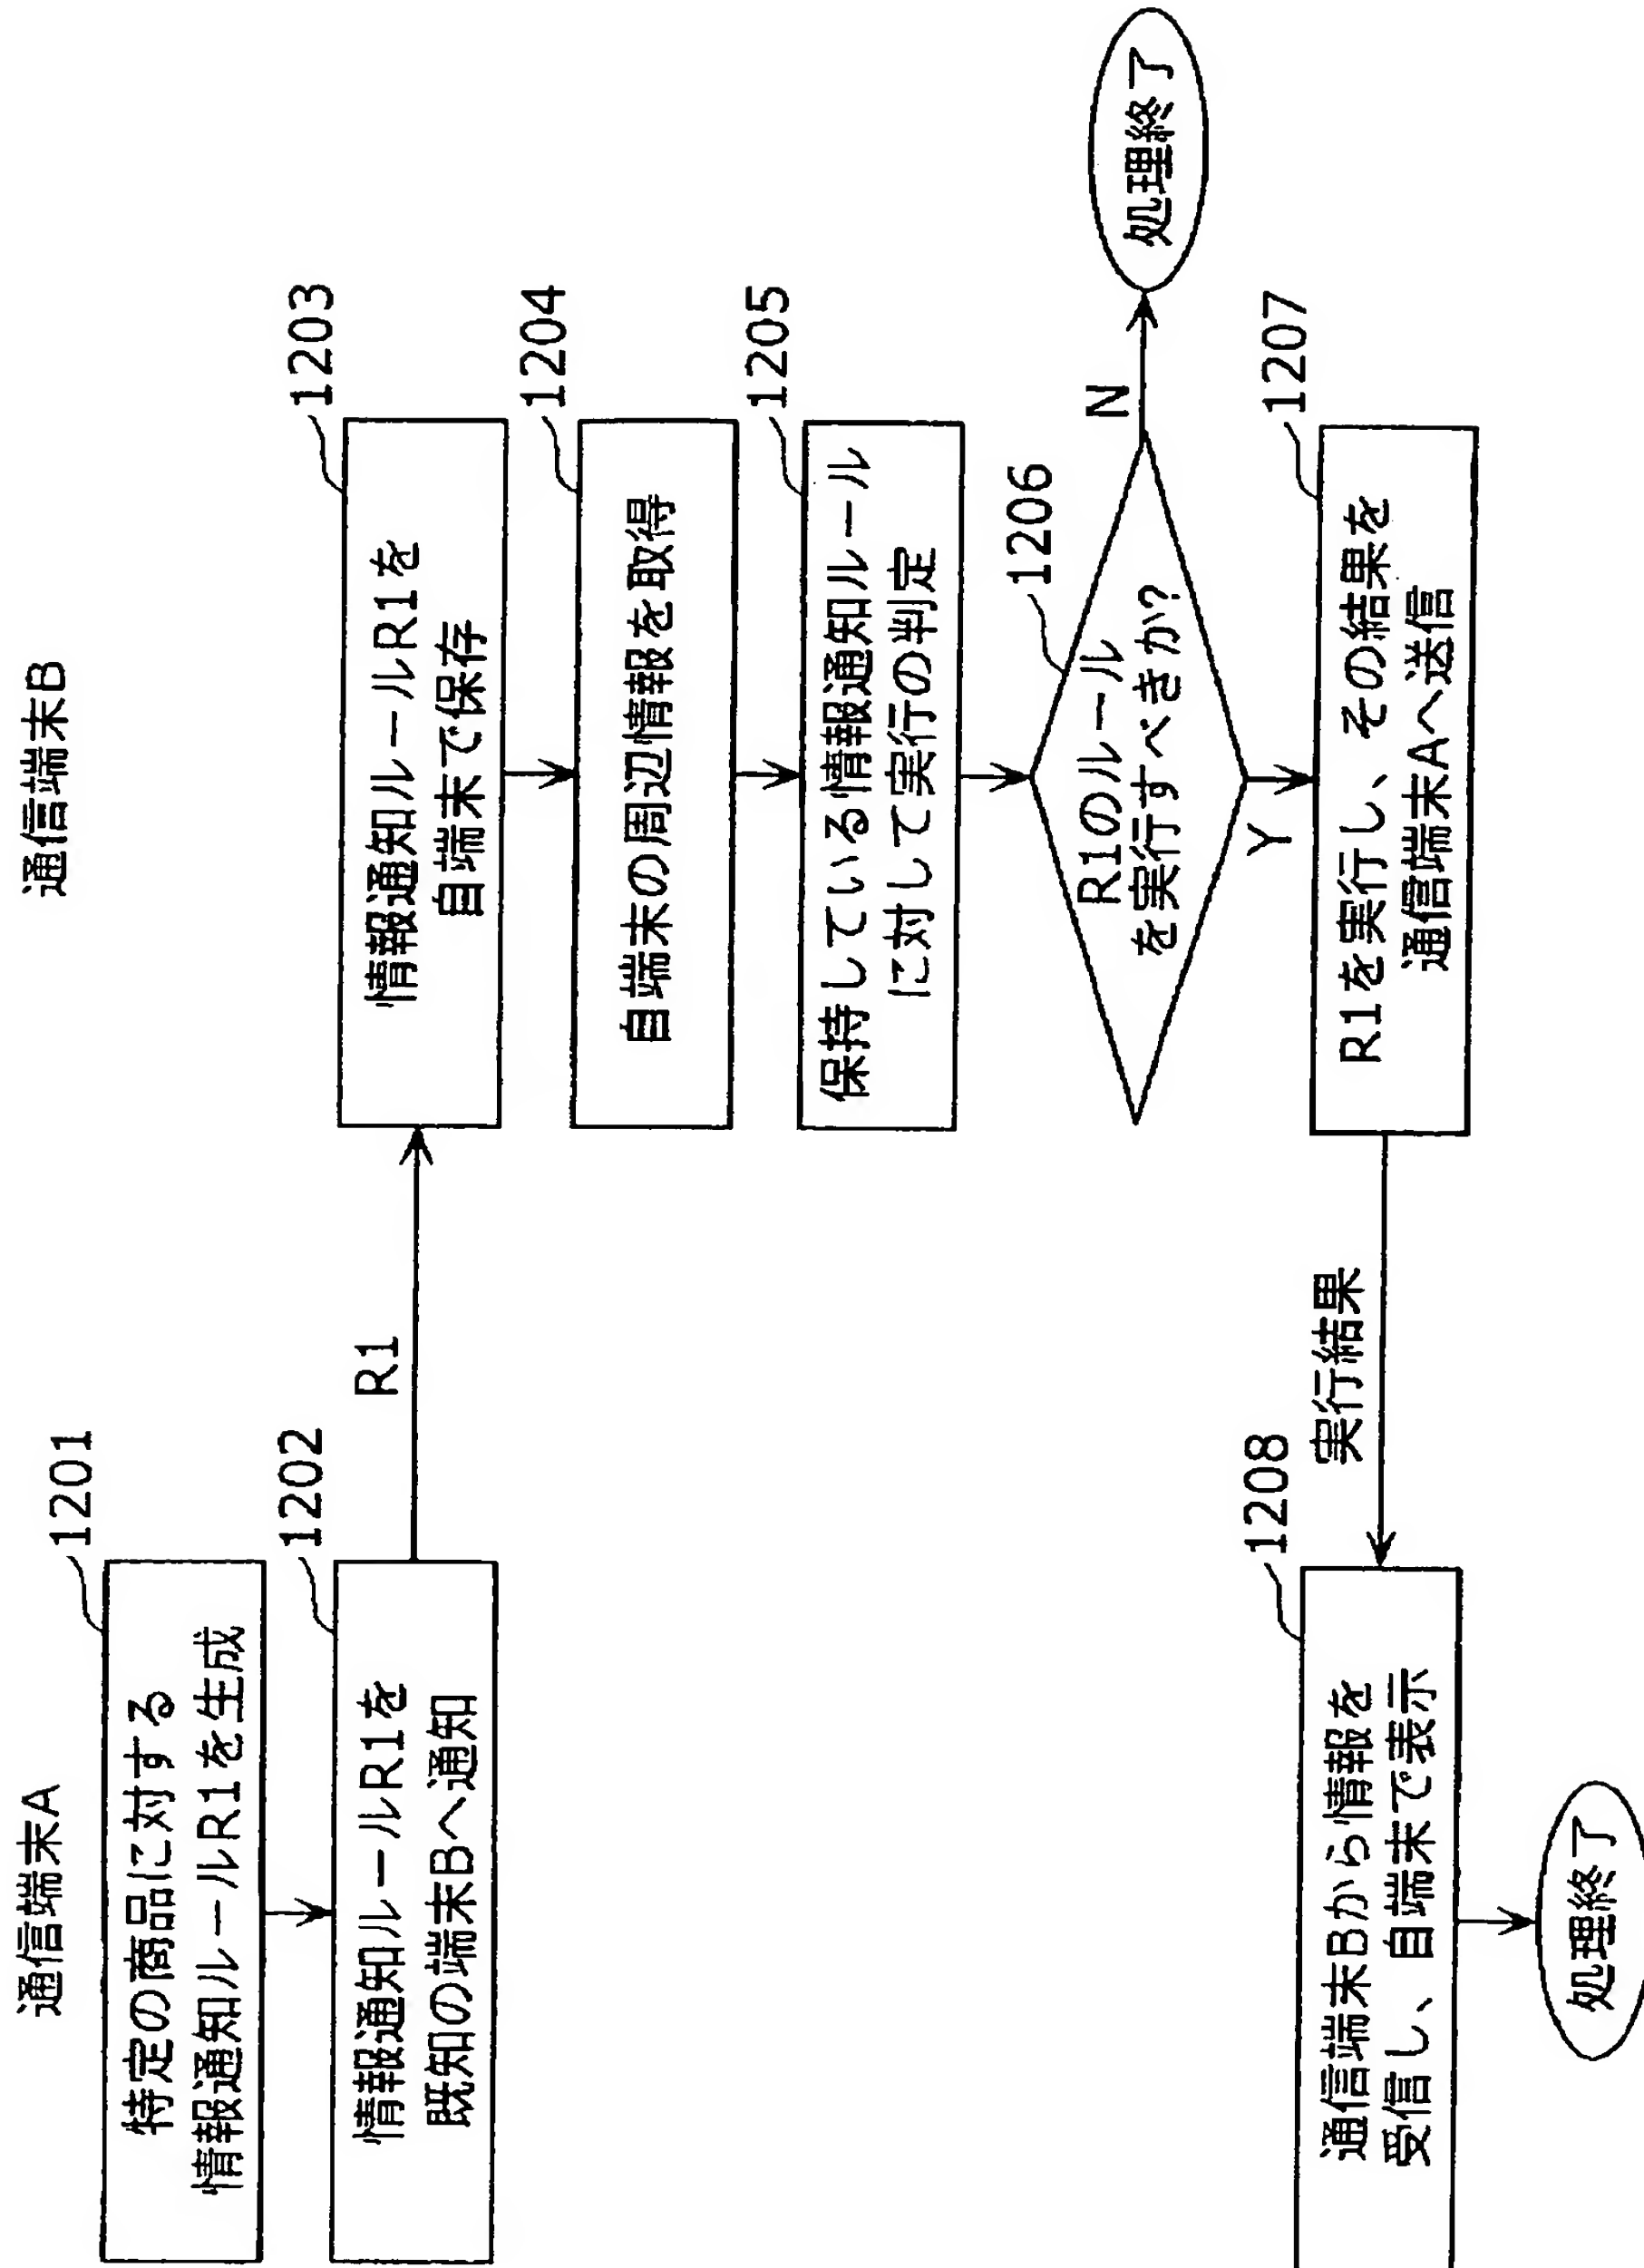 通信端末A
通信端末B
1201
特定の商品に対する
情報通知ルールR1を生成
1202
情報通知ルールR1を
既知の端末Bへ通知
R1
1203
情報通知ルールR1を
自端末で保存
1204
自端末の周辺情報を取得
1205
保持している情報通知ルール
に対して実行の判定
1206
R1のルール
を実行すべきか?
N
処理終了
Y
1207
R1を実行し、その結果を
通信端末Aへ送信
実行結果
1208
通信端末Bから情報を
受信し、自端末で表示
処理終了